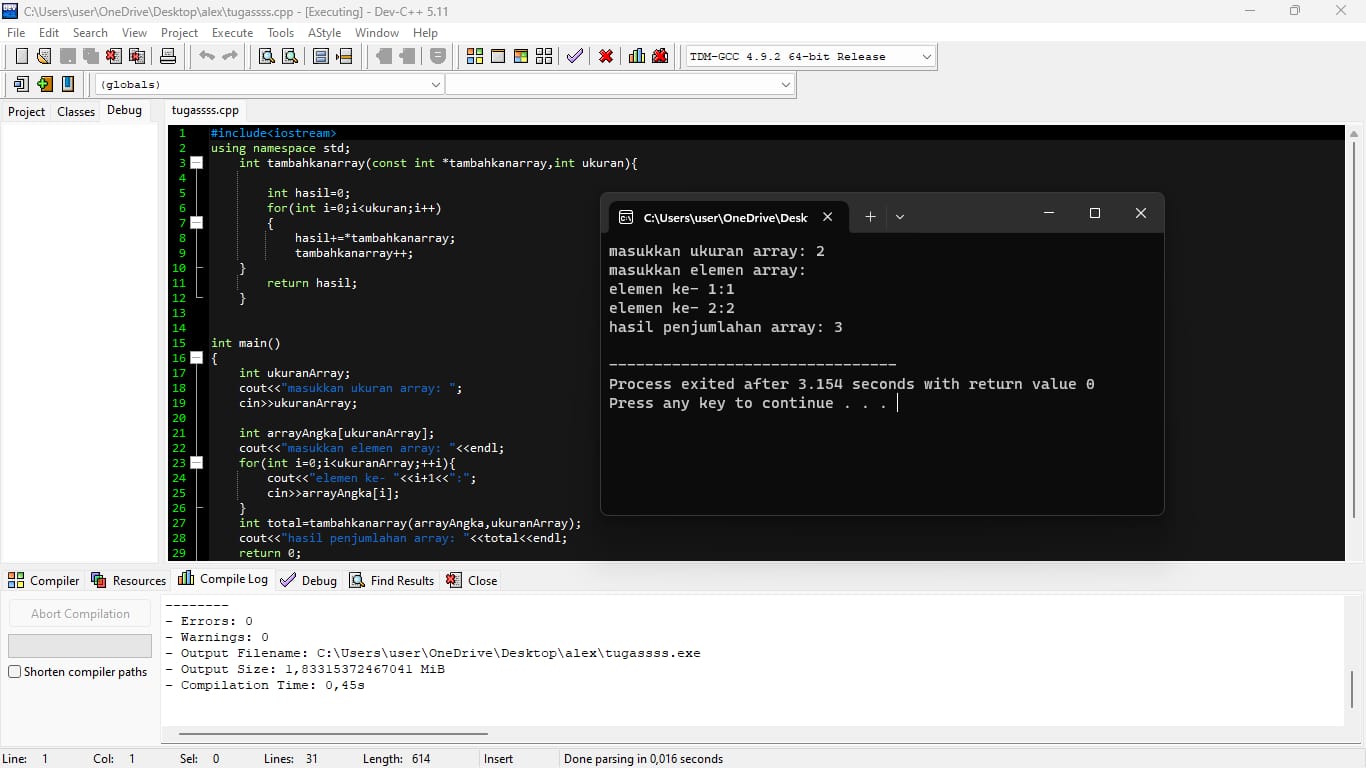 C:\Users\user\OneDrive\Desktop\alex\tugassss.cpp - [Executing] - Dev-C++ 5.11
File Edit Search View Project Execute Tools AStyle Window Help
TDM-GCC 4.9.2 64-bit Release
(globals)
Project Classes Debug
tugassss.cpp
1 #include<iostream>
2 using namespace std;
3 int tambahkanarray(const int *tambahkanarray,int ukuran){
4
5 int hasil=0;
6 for(int i=0;i<ukuran;i++)
7 {
8 hasil+=*tambahkanarray;
9 tambahkanarray++;
10 }
11 return hasil;
12 }
13
14
15 int main()
16 {
17 int ukuranArray;
18 cout<<"masukkan ukuran array: ";
19 cin>>ukuranArray;
20
21 int arrayAngka[ukuranArray];
22 cout<<"masukkan elemen array: "<<endl;
23 for(int i=0;i<ukuranArray;++i){
24 cout<<"elemen ke- "<<i+1<<":";
25 cin>>arrayAngka[i];
26 }
27 int total=tambahkanarray(arrayAngka,ukuranArray);
28 cout<<"hasil penjumlahan array: "<<total<<endl;
29 return 0;
C:\Users\user\OneDrive\Desk
masukkan ukuran array: 2
masukkan elemen array:
elemen ke- 1:1
elemen ke- 2:2
hasil penjumlahan array: 3
--------------------------------
Process exited after 3.154 seconds with return value 0
Press any key to continue . . .
Compiler Resources Compile Log Debug Find Results Close
Abort Compilation
Shorten compiler paths
--------
- Errors: 0
- Warnings: 0
- Output Filename: C:\Users\user\OneDrive\Desktop\alex\tugassss.exe
- Output Size: 1,83315372467041 MiB
- Compilation Time: 0,45s
Line: 1 Col: 1 Sel: 0 Lines: 31 Length: 614 Insert Done parsing in 0,016 seconds